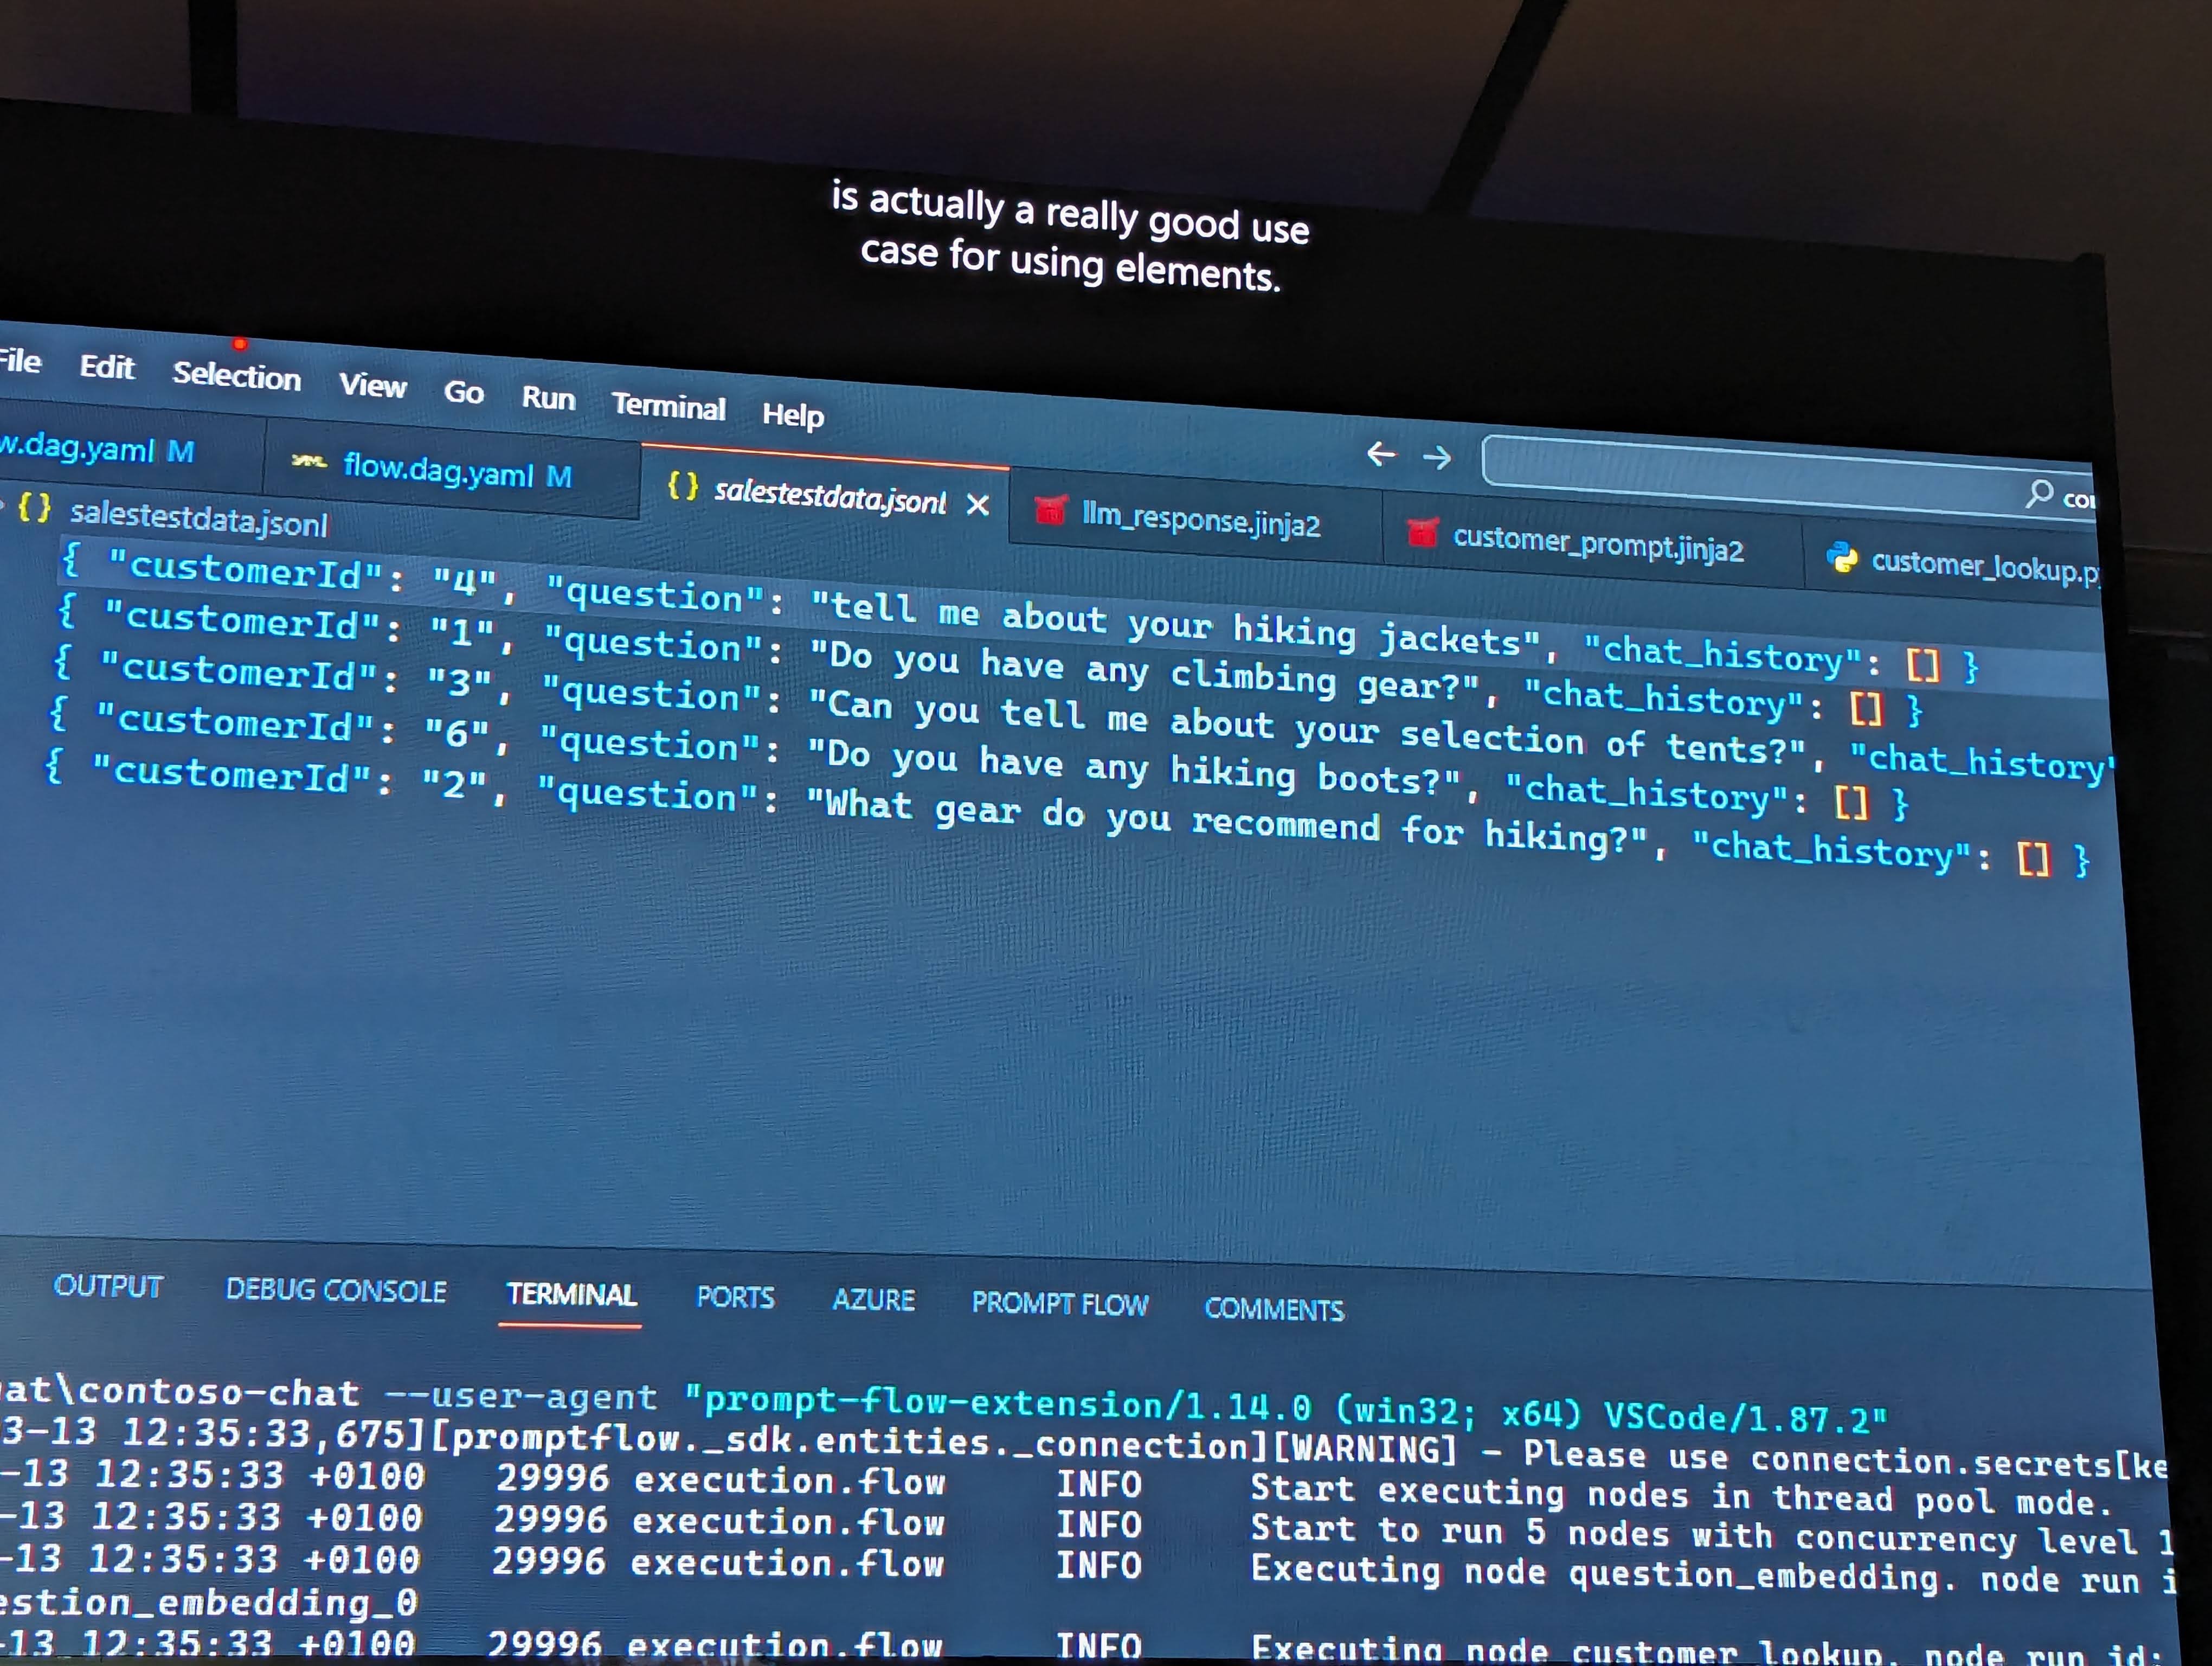 is actually a really good use
case for using elements.
File Edit Selection View Go Run Terminal Help
w.dag.yaml M flow.dag.yaml M salestestdata.jsonl llm_response.jinja2 customer_prompt.jinja2 customer_lookup.p
{} salestestdata.jsonl
{ "customerId": "4", "question": "tell me about your hiking jackets", "chat_history": [] }
{ "customerId": "1", "question": "Do you have any climbing gear?", "chat_history": [] }
{ "customerId": "3", "question": "Can you tell me about your selection of tents?", "chat_history"
{ "customerId": "6", "question": "Do you have any hiking boots?", "chat_history": [] }
{ "customerId": "2", "question": "What gear do you recommend for hiking?", "chat_history": [] }
OUTPUT DEBUG CONSOLE TERMINAL PORTS AZURE PROMPT FLOW COMMENTS
at\contoso-chat --user-agent "prompt-flow-extension/1.14.0 (win32; x64) VSCode/1.87.2"
3-13 12:35:33,675][promptflow._sdk.entities._connection][WARNING] - Please use connection.secrets[ke
-13 12:35:33 +0100 29996 execution.flow INFO Start executing nodes in thread pool mode.
-13 12:35:33 +0100 29996 execution.flow INFO Start to run 5 nodes with concurrency level 1
-13 12:35:33 +0100 29996 execution.flow INFO Executing node question_embedding. node run i
estion_embedding_0
-13 12:35:33 +0100 29996 execution.flow INFO Executing node customer_lookup. node run id: